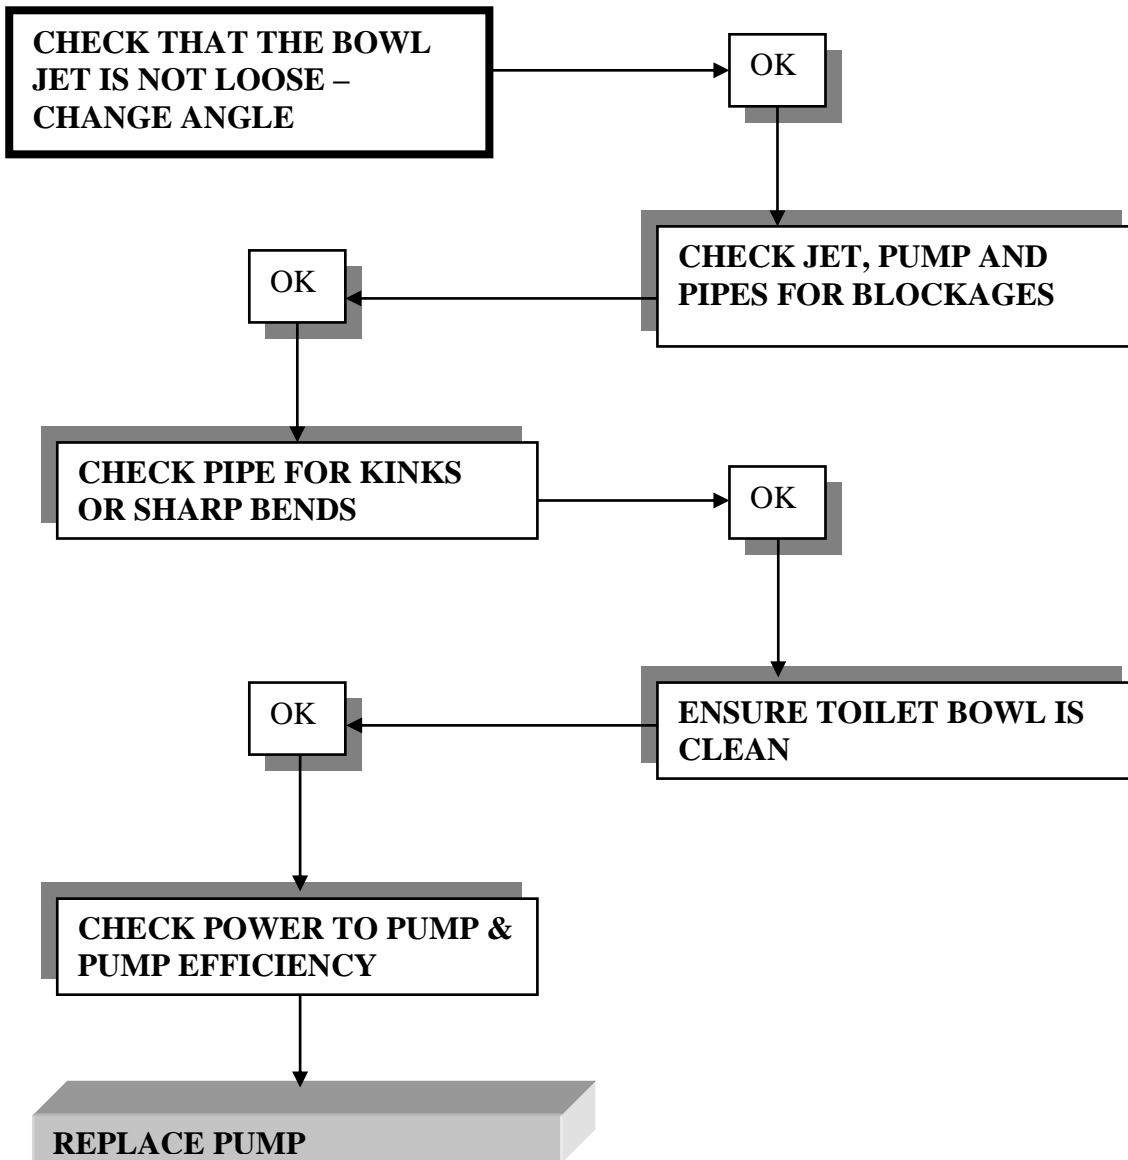 CHECK THAT THE BOWL
JET IS NOT LOOSE –
CHANGE ANGLE
OK
CHECK JET, PUMP AND
PIPES FOR BLOCKAGES
OK
CHECK PIPE FOR KINKS
OR SHARP BENDS
OK
ENSURE TOILET BOWL IS
CLEAN
OK
CHECK POWER TO PUMP &
PUMP EFFICIENCY
REPLACE PUMP